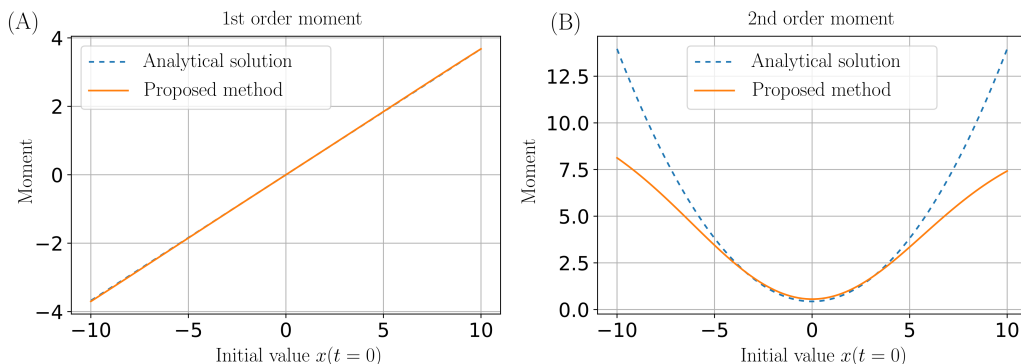 (A)
1st order moment
Analytical solution
Proposed method
Moment
4
2
0
−2
−4
−10
−5
0
5
10
Initial value x(t = 0)
(B)
2nd order moment
Analytical solution
Proposed method
Moment
12.5
10.0
7.5
5.0
2.5
0.0
−10
−5
0
5
10
Initial value x(t = 0)